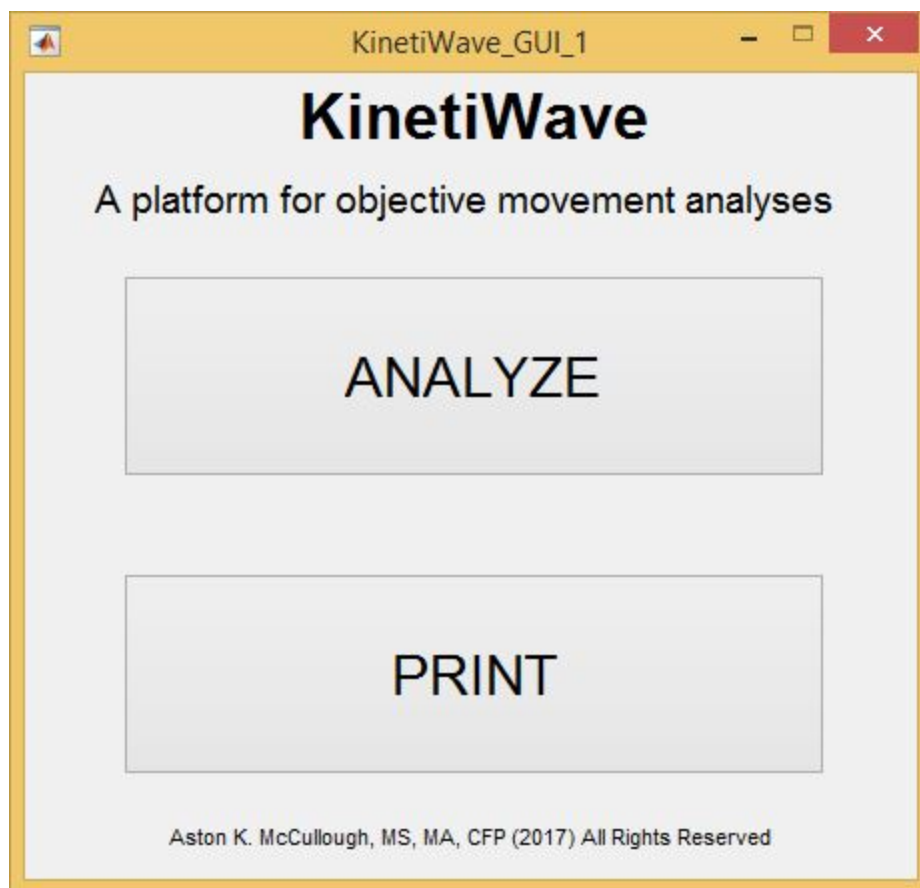 KinetiWave_GUI_1
KinetiWave
A platform for objective movement analyses
ANALYZE
PRINT
Aston K. McCullough, MS, MA, CFP (2017) All Rights Reserved